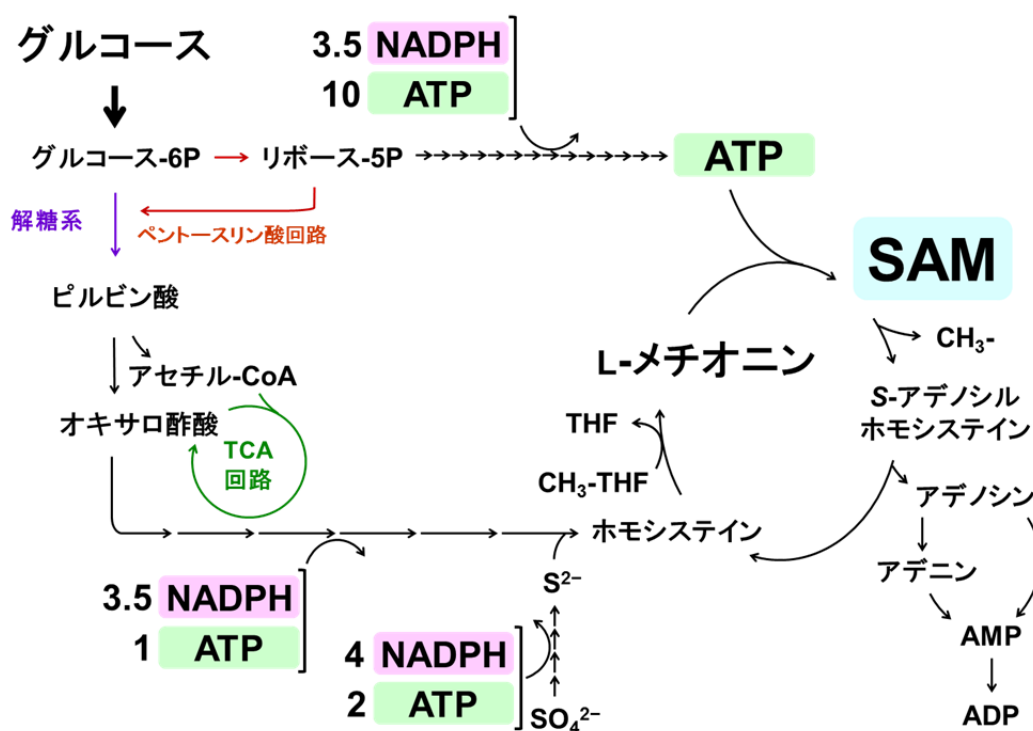 グルコース
3.5 NADPH
10 ATP
グルコース-6P
リボース-5P
ATP
解糖系
ペントースリン酸回路
SAM
ピルビン酸
CH₃-
アセチル-CoA
L-メチオニン
オキサロ酢酸
S-アデノシル
ホモシステイン
THF
TCA
回路
CH₃-THF
アデノシン
ホモシステイン
アデニン
S²⁻
3.5 NADPH
1 ATP
AMP
4 NADPH
2 ATP
SO₄²⁻
ADP